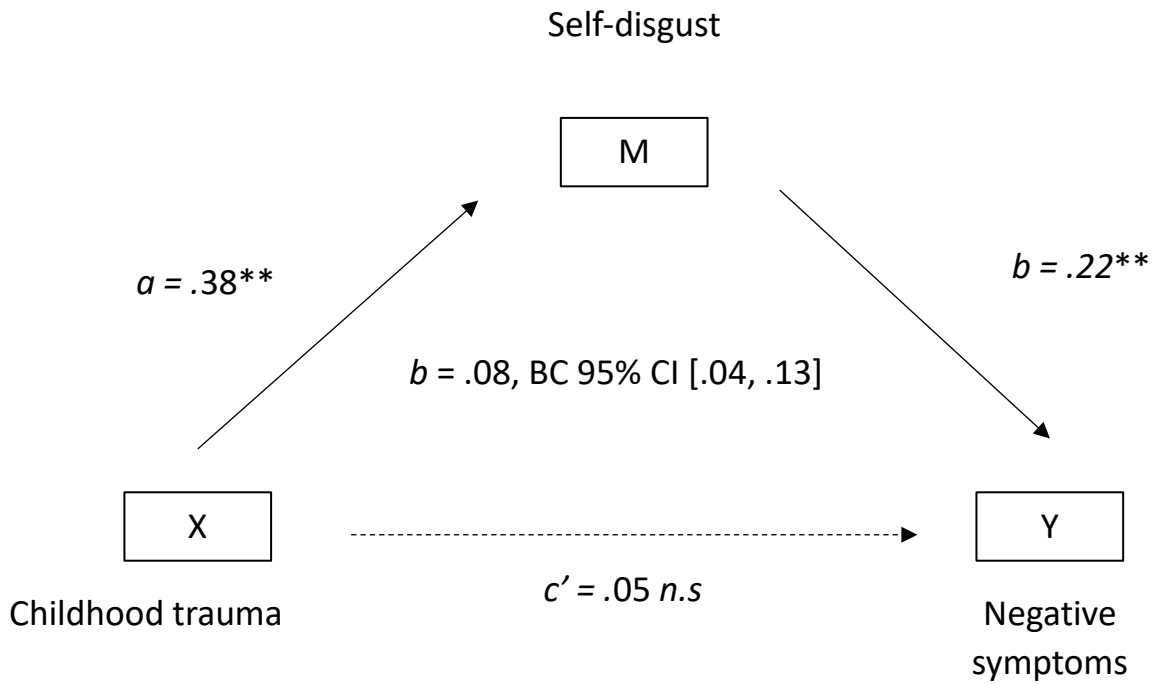 Self-disgust
M
a = .38**
b = .22**
b = .08, BC 95% CI [.04, .13]
X
Y
c’ = .05 n.s
Childhood trauma
Negative
symptoms